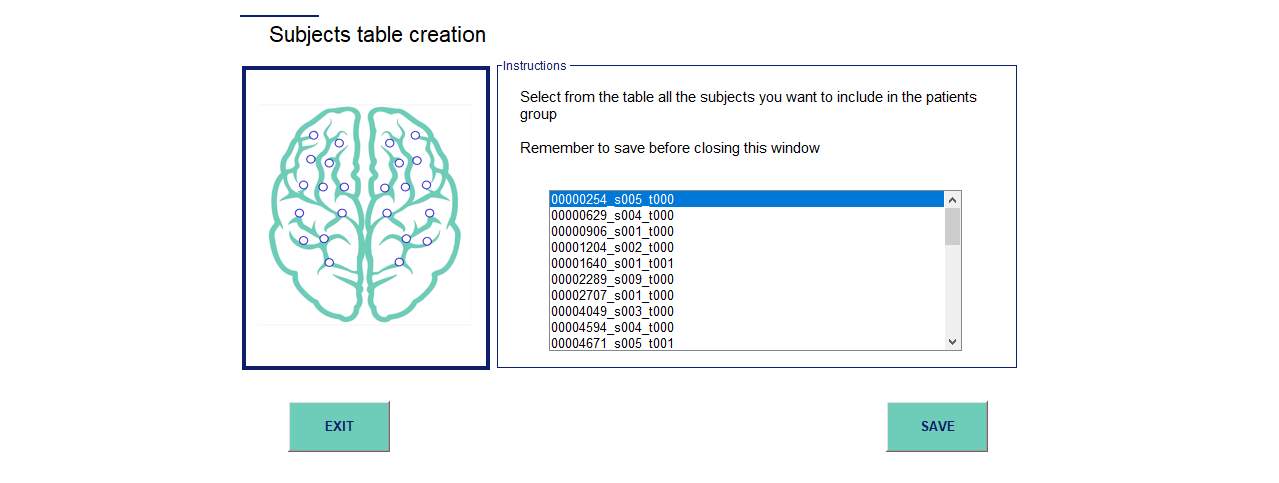 Subjects table creation
Instructions
Select from the table all the subjects you want to include in the patients
group
Remember to save before closing this window
00000254_s005_t000
00000629_s004_t000
00000906_s001_t000
00001204_s002_t000
00001640_s001_t001
00002289_s009_t000
00002707_s001_t000
00004049_s003_t000
00004594_s004_t000
00004671_s005_t001
EXIT
SAVE